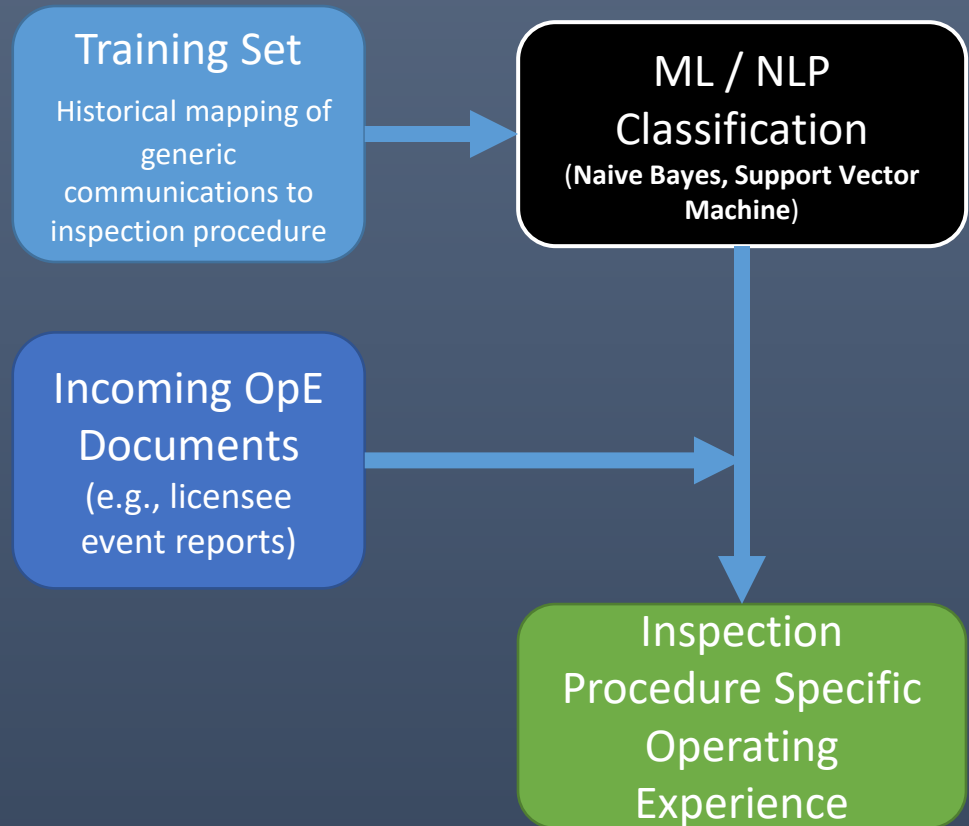 Training Set
Historical mapping of
generic
communications to
inspection procedure
ML / NLP
Classification
(Naive Bayes, Support Vector
Machine)
Incoming OpE
Documents
(e.g., licensee
event reports)
Inspection
Procedure Specific
Operating
Experience